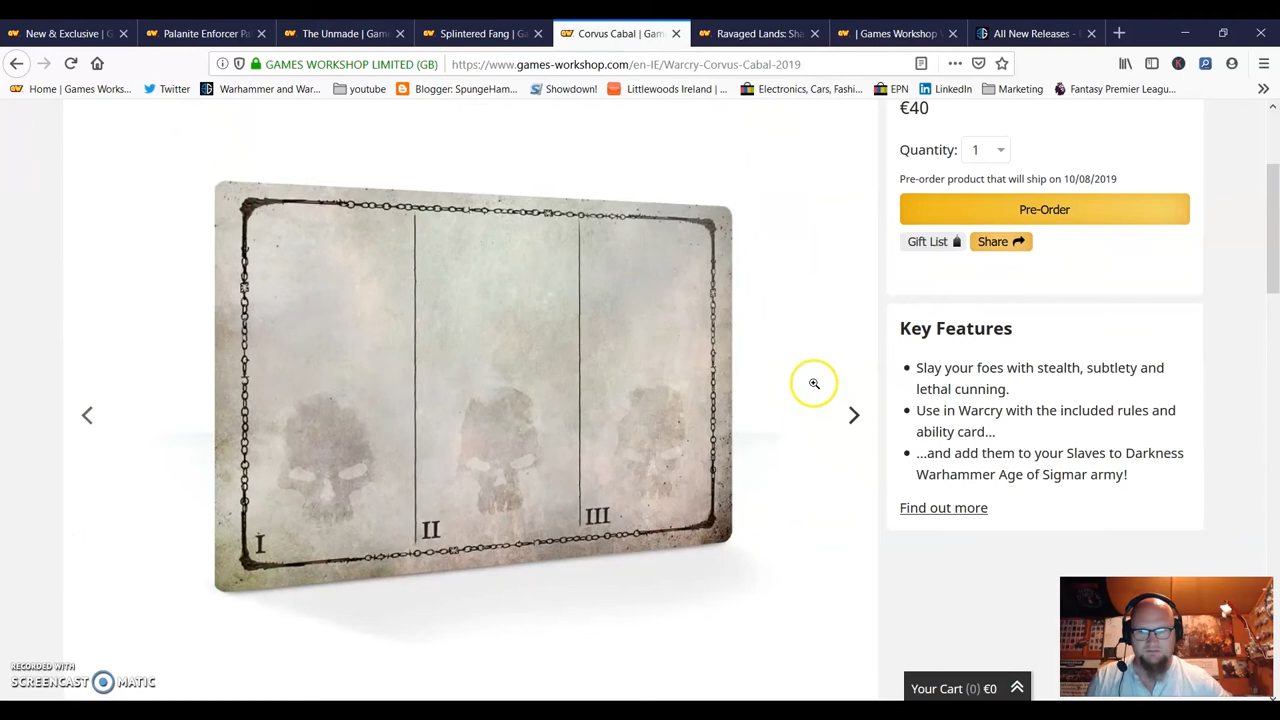 New & Exclusive | G
Palanite Enforcer Pa
The Unmade | Gam
Splintered Fang | G
Corvus Cabal | Gam
Ravaged Lands: Sha
| Games Workshop
All New Releases -
GAMES WORKSHOP LIMITED (GB)
https://www.games-workshop.com/en-IE/Warcry-Corvus-Cabal-2019
Home | Games Works...
Twitter
Warhammer and War...
youtube
Blogger: SpungeHam...
Showdown!
Littlewoods Ireland | ...
Electronics, Cars, Fashi...
EPN
LinkedIn
Marketing
Fantasy Premier Leagu...
€40
Quantity: 1
Pre-order product that will ship on 10/08/2019
Pre-Order
Gift List
Share
Key Features
Slay your foes with stealth, subtlety and
lethal cunning.
Use in Warcry with the included rules and
ability card...
...and add them to your Slaves to Darkness
Warhammer Age of Sigmar army!
Find out more
I
II
III
RECORDED WITH
SCREENCAST MATIC
Your Cart (0) €0